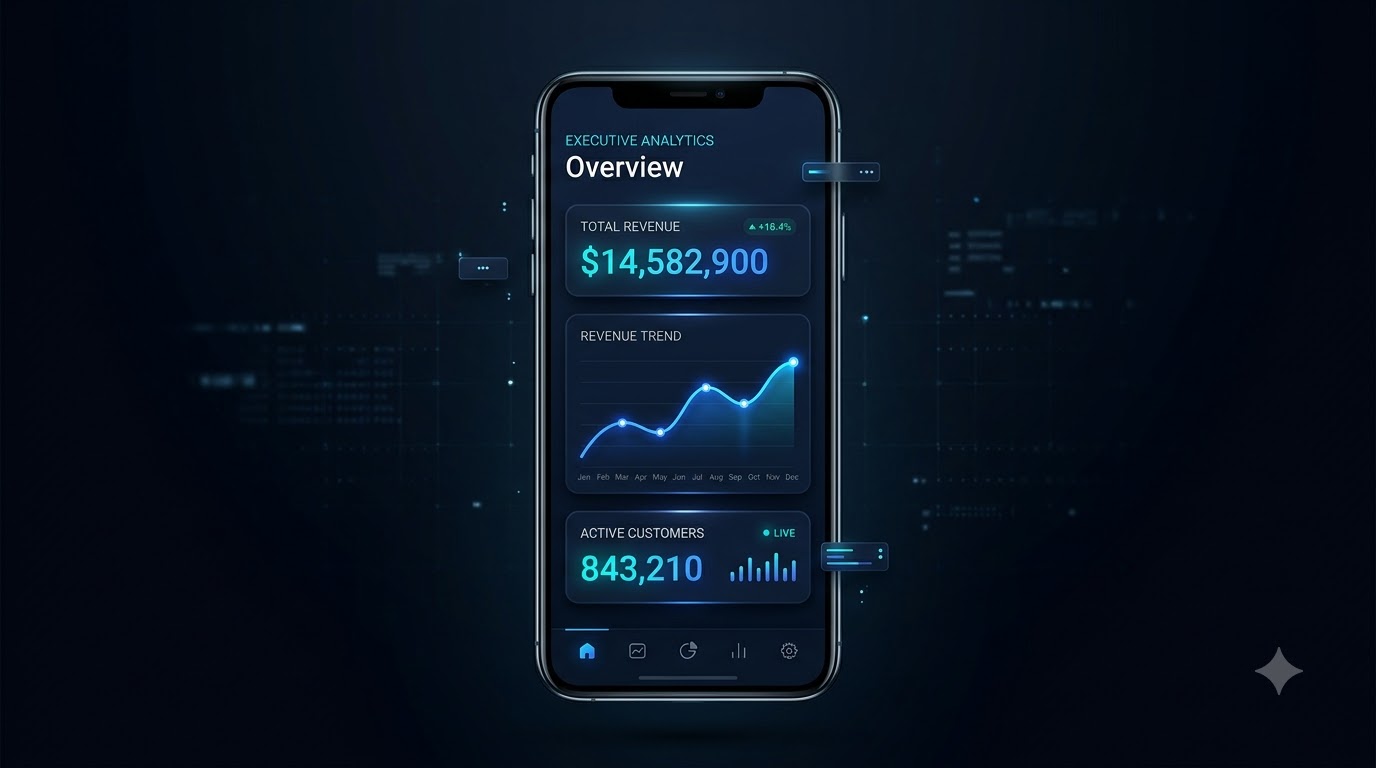 EXECUTIVE ANALYTICS
Overview
TOTAL REVENUE
+16.4%
$14,582,900
REVENUE TREND
Jen Feb Mar Apr May Jun Jul Aug Sep Oct Nov Dec
ACTIVE CUSTOMERS
LIVE
843,210